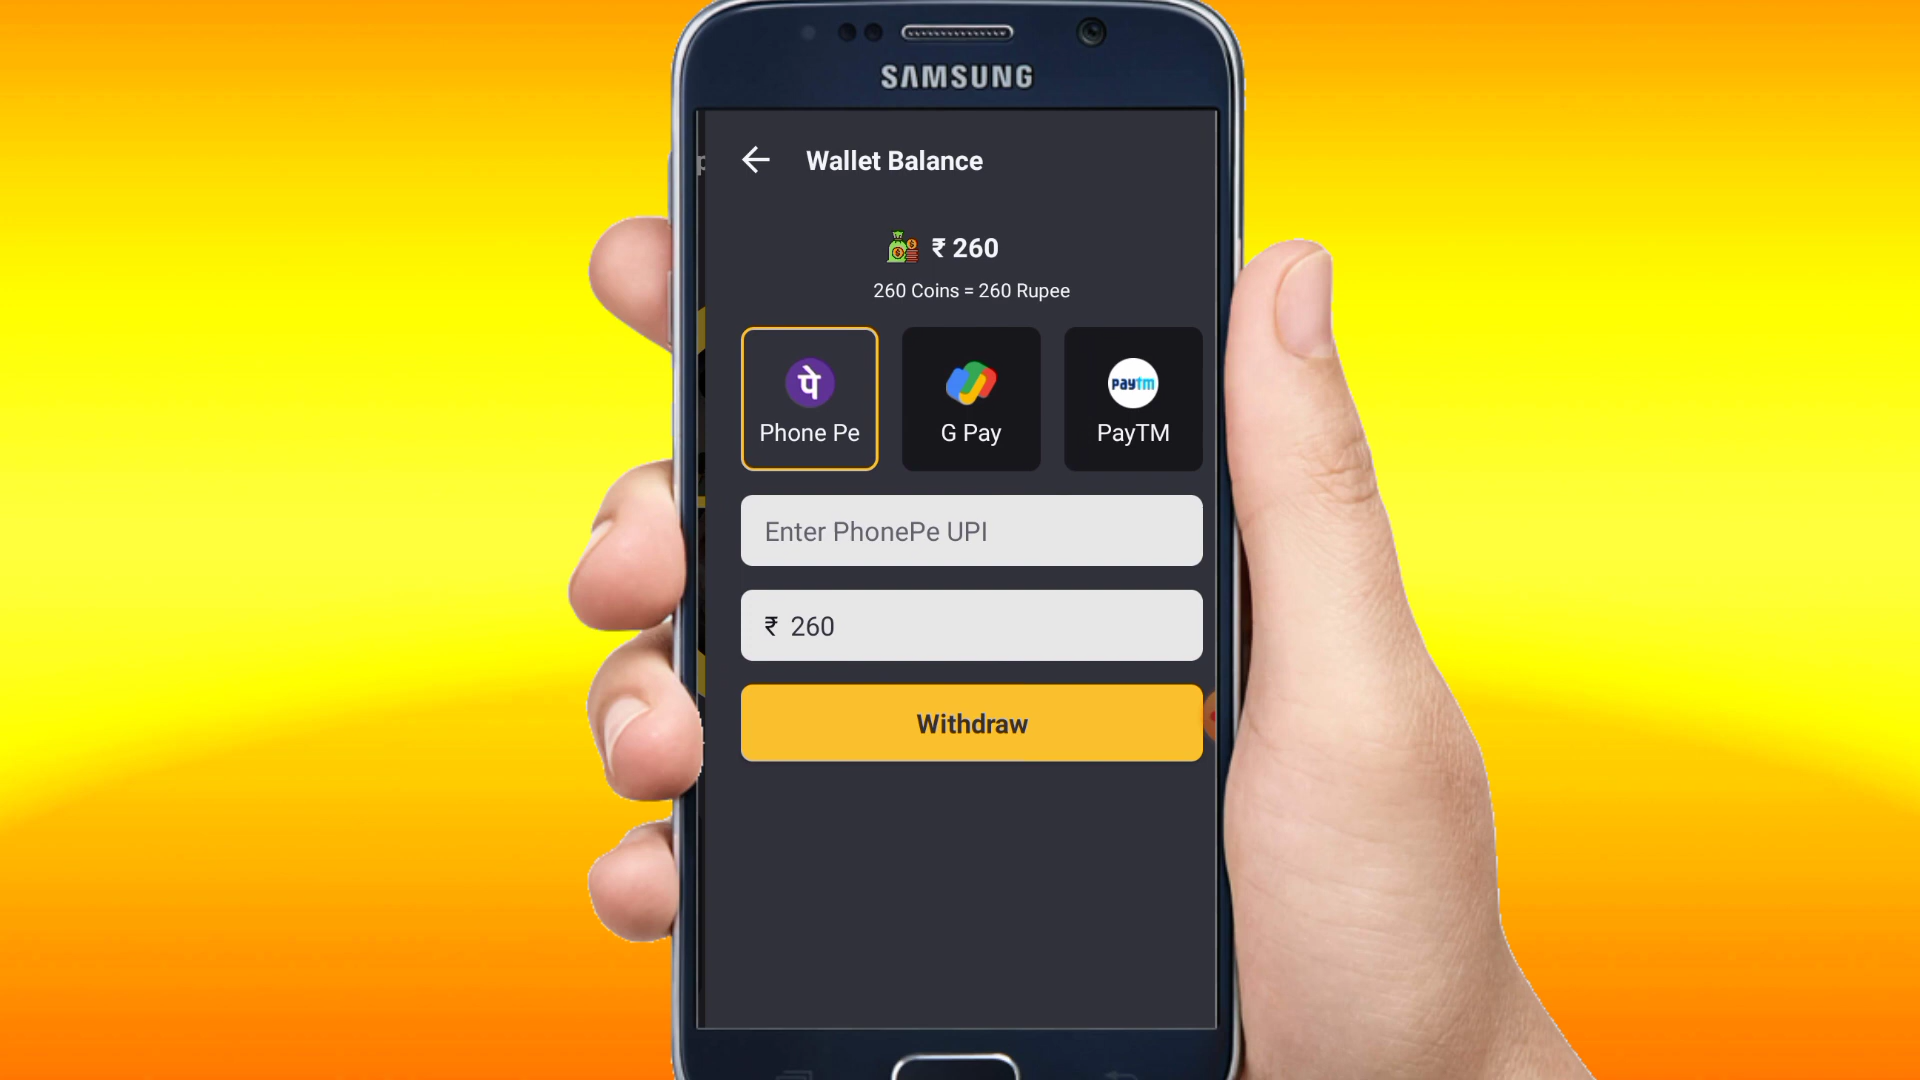 SAMSUNG
Wallet Balance
₹ 260
260 Coins = 260 Rupee
पे
Phone Pe
G Pay
paytm
PayTM
Enter PhonePe UPI
₹ 260
Withdraw